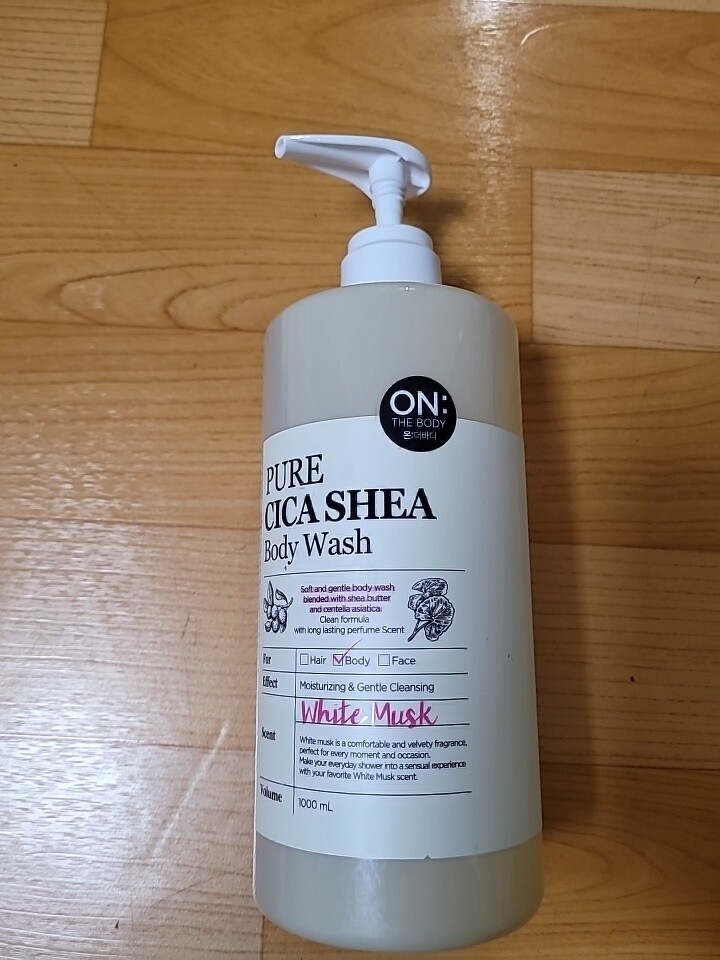 ON:
THE BODY
온:더바디
PURE
CICA SHEA
Body Wash
Soft and gentle body wash
blended with shea butter
and centella asiatica
Clean formula
with long lasting perfume Scent
For
Hair Body Face
Effect
Moisturizing & Gentle Cleansing
White Musk
Scent
White musk is a comfortable and velvety fragrance,
perfect for every moment and occasion.
Make your everyday shower into a sensual experience
with your favorite White Musk scent.
Volume
1000 mL